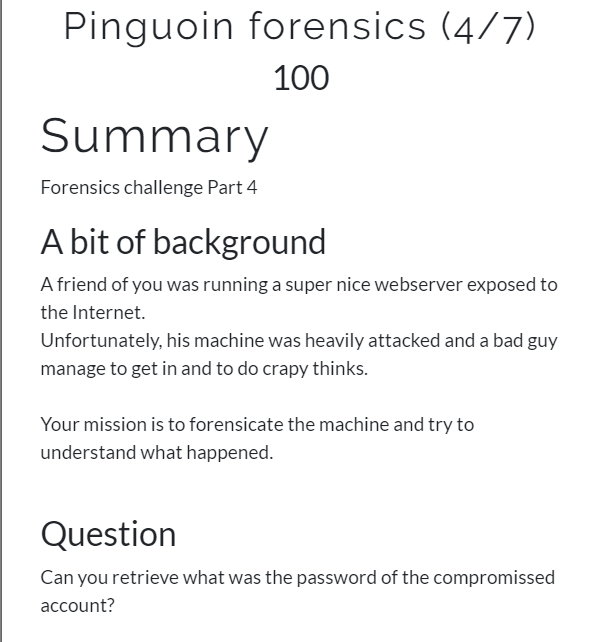 Pinguoin forensics (4/7)
100
Summary
Forensics challenge Part 4
A bit of background
A friend of you was running a super nice webserver exposed to
the Internet.
Unfortunately, his machine was heavily attacked and a bad guy
manage to get in and to do crapy thinks.
Your mission is to forensicate the machine and try to
understand what happened.
Question
Can you retrieve what was the password of the compromissed
account?